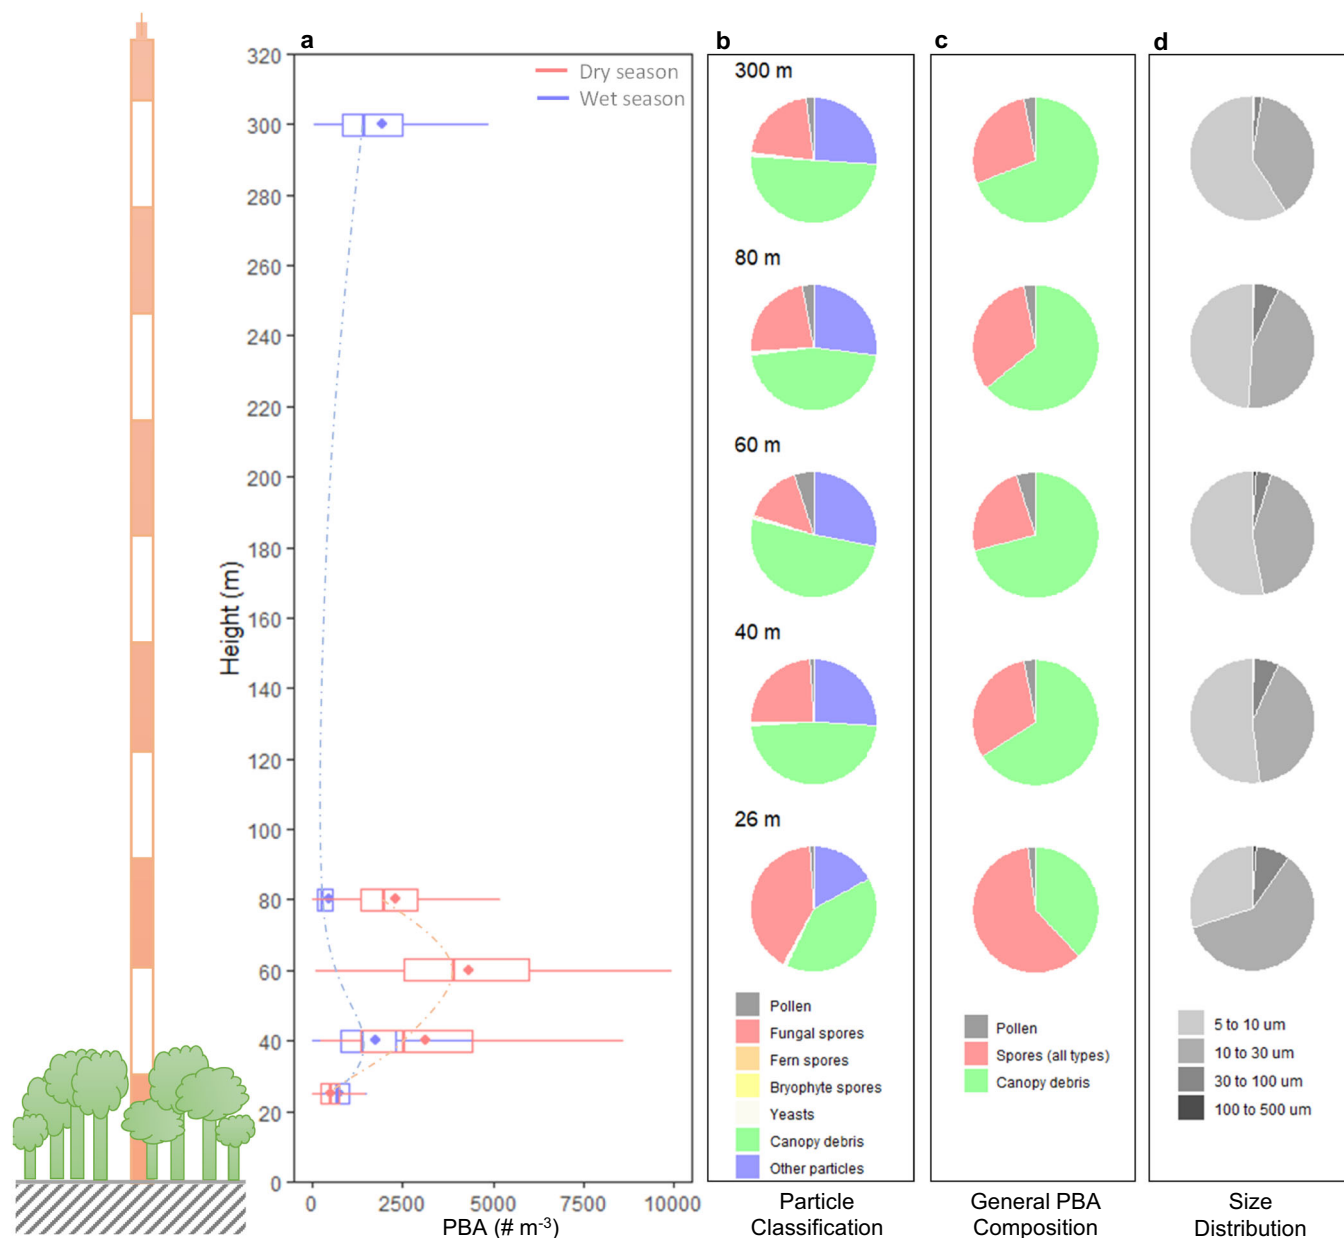 a
b
c
d
320
300
280
260
240
220
200
180
160
140
120
100
80
60
40
20
0
Height (m)
Dry season
Wet season
0
2500
5000
7500
10000
PBA (# m-3)
300 m
80 m
60 m
40 m
26 m
Pollen
Fungal spores
Fern spores
Bryophyte spores
Yeasts
Canopy debris
Other particles
Particle
Classification
Pollen
Spores (all types)
Canopy debris
General PBA
Composition
5 to 10 um
10 to 30 um
30 to 100 um
100 to 500 um
Size
Distribution